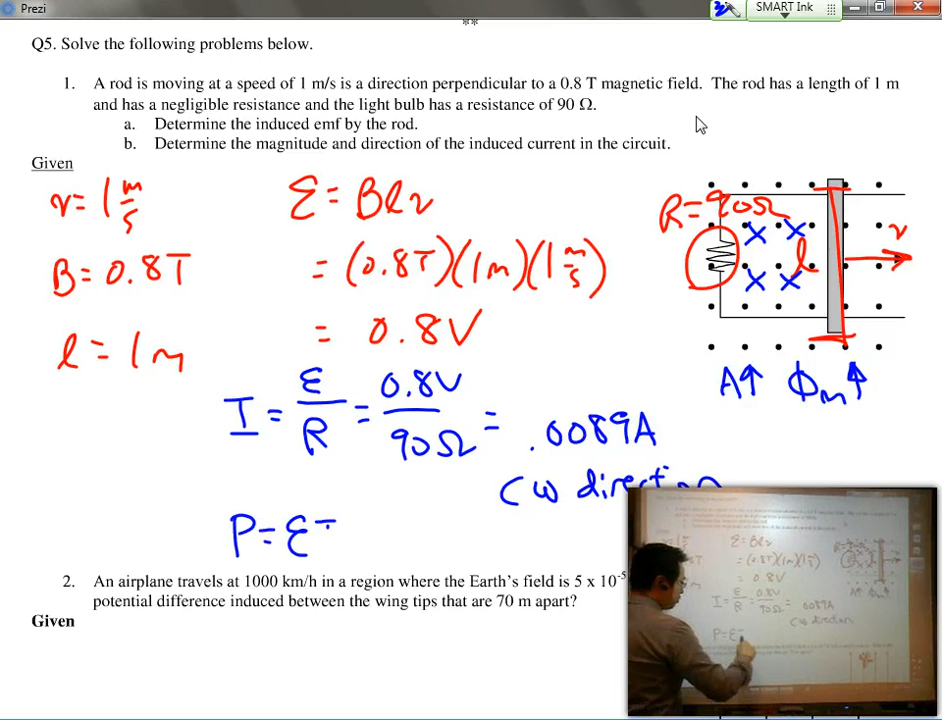 Prezi
SMART Ink
**
Q5. Solve the following problems below.
1. A rod is moving at a speed of 1 m/s is a direction perpendicular to a 0.8 T magnetic field. The rod has a length of 1 m
and has a negligible resistance and the light bulb has a resistance of 90 Ω.
a. Determine the induced emf by the rod.
b. Determine the magnitude and direction of the induced current in the circuit.
Given
v = 1 m/s
B = 0.8T
l = 1m
ℰ = Blv
= (0.8T)(1m)(1 m/s)
= 0.8V
R = 90Ω
x x
l
v
x x
A↑ Φm↑
I = ℰ/R = 0.8V/90Ω = .0089A
CW direction
P = ℰI
2. An airplane travels at 1000 km/h in a region where the Earth's field is 5 x 10⁻⁵
potential difference induced between the wing tips that are 70 m apart?
Given